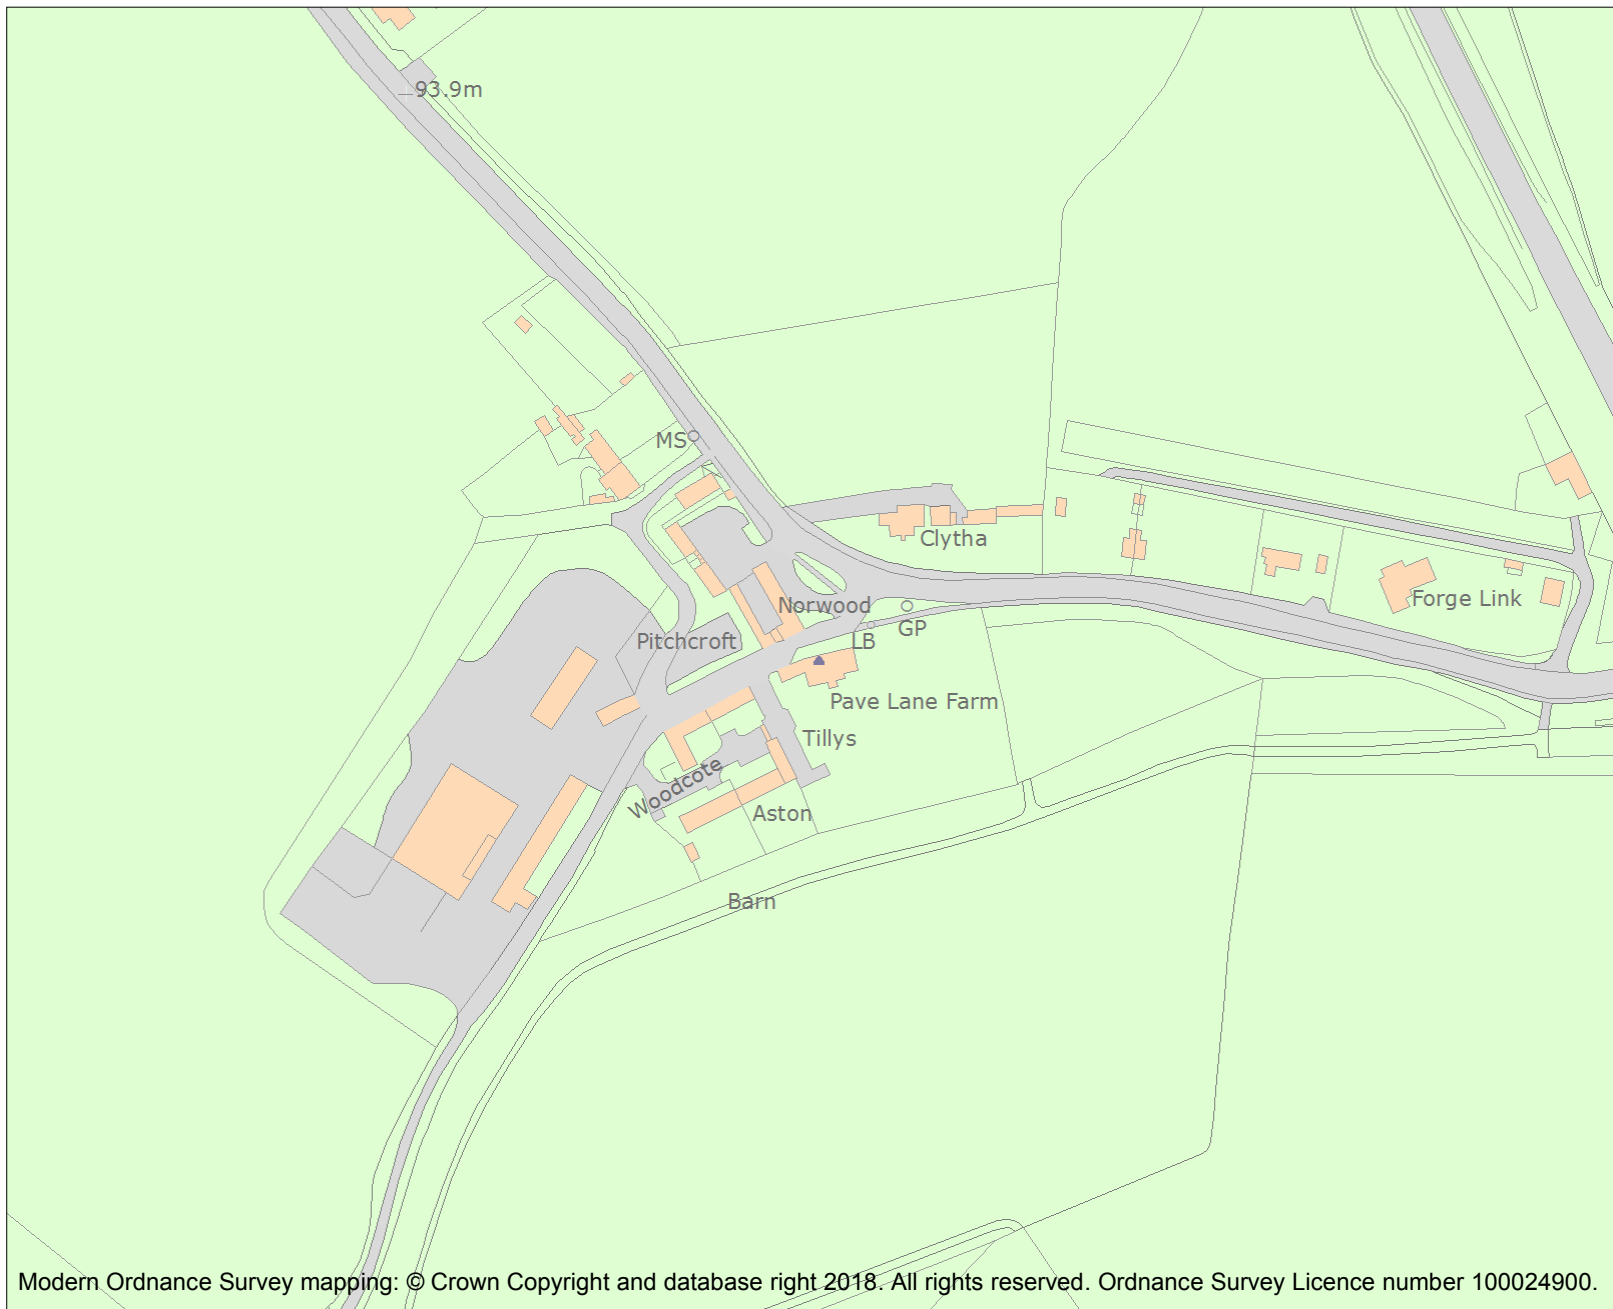 93.9m
MS
Clytha
Norwood
Forge Link
GP
LB
Pitchcroft
Pave Lane Farm
Tillys
Woodcote
Aston
Barn
Modern Ordnance Survey mapping: © Crown Copyright and database right 2018. All rights reserved. Ordnance Survey Licence number 100024900.